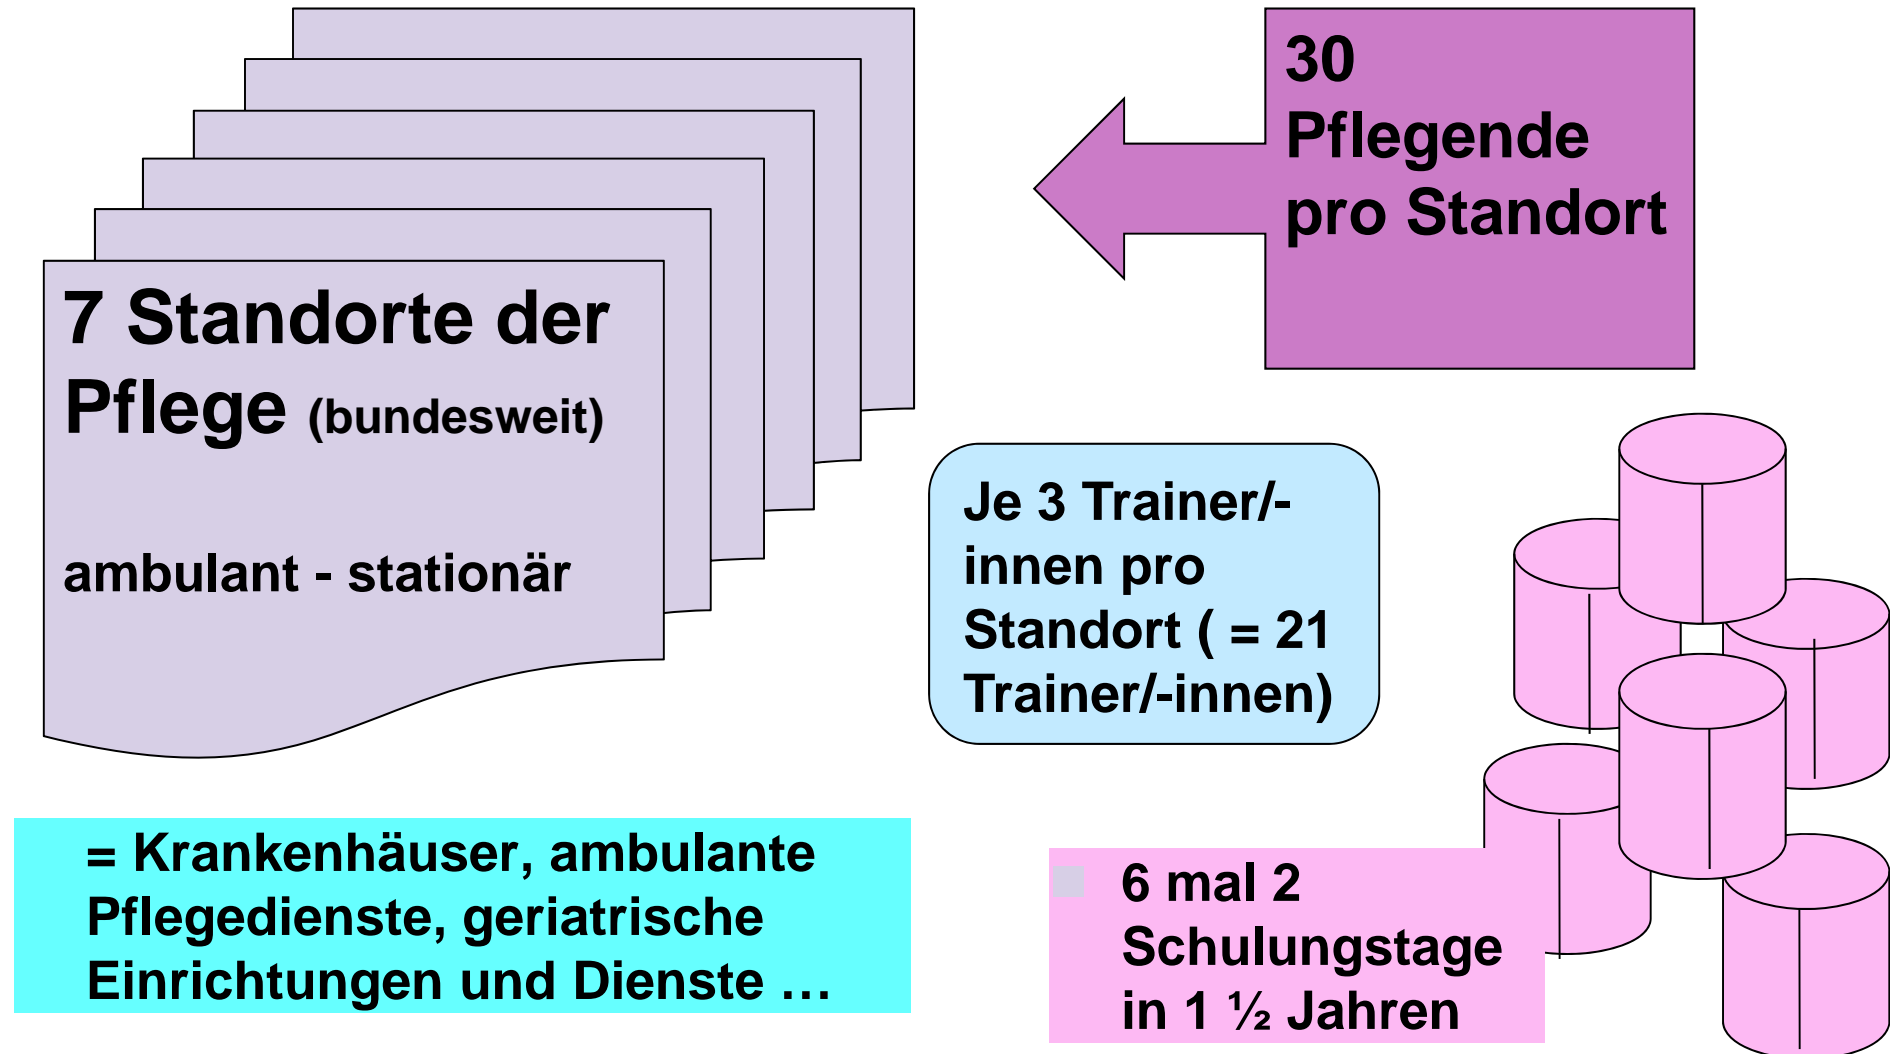 7 Standorte der
Pflege (bundesweit)
ambulant - stationär
30
Pflegende
pro Standort
Je 3 Trainer/-
innen pro
Standort ( = 21
Trainer/-innen)
= Krankenhäuser, ambulante
Pflegedienste, geriatrische
Einrichtungen und Dienste …
6 mal 2
Schulungstage
in 1 ½ Jahren